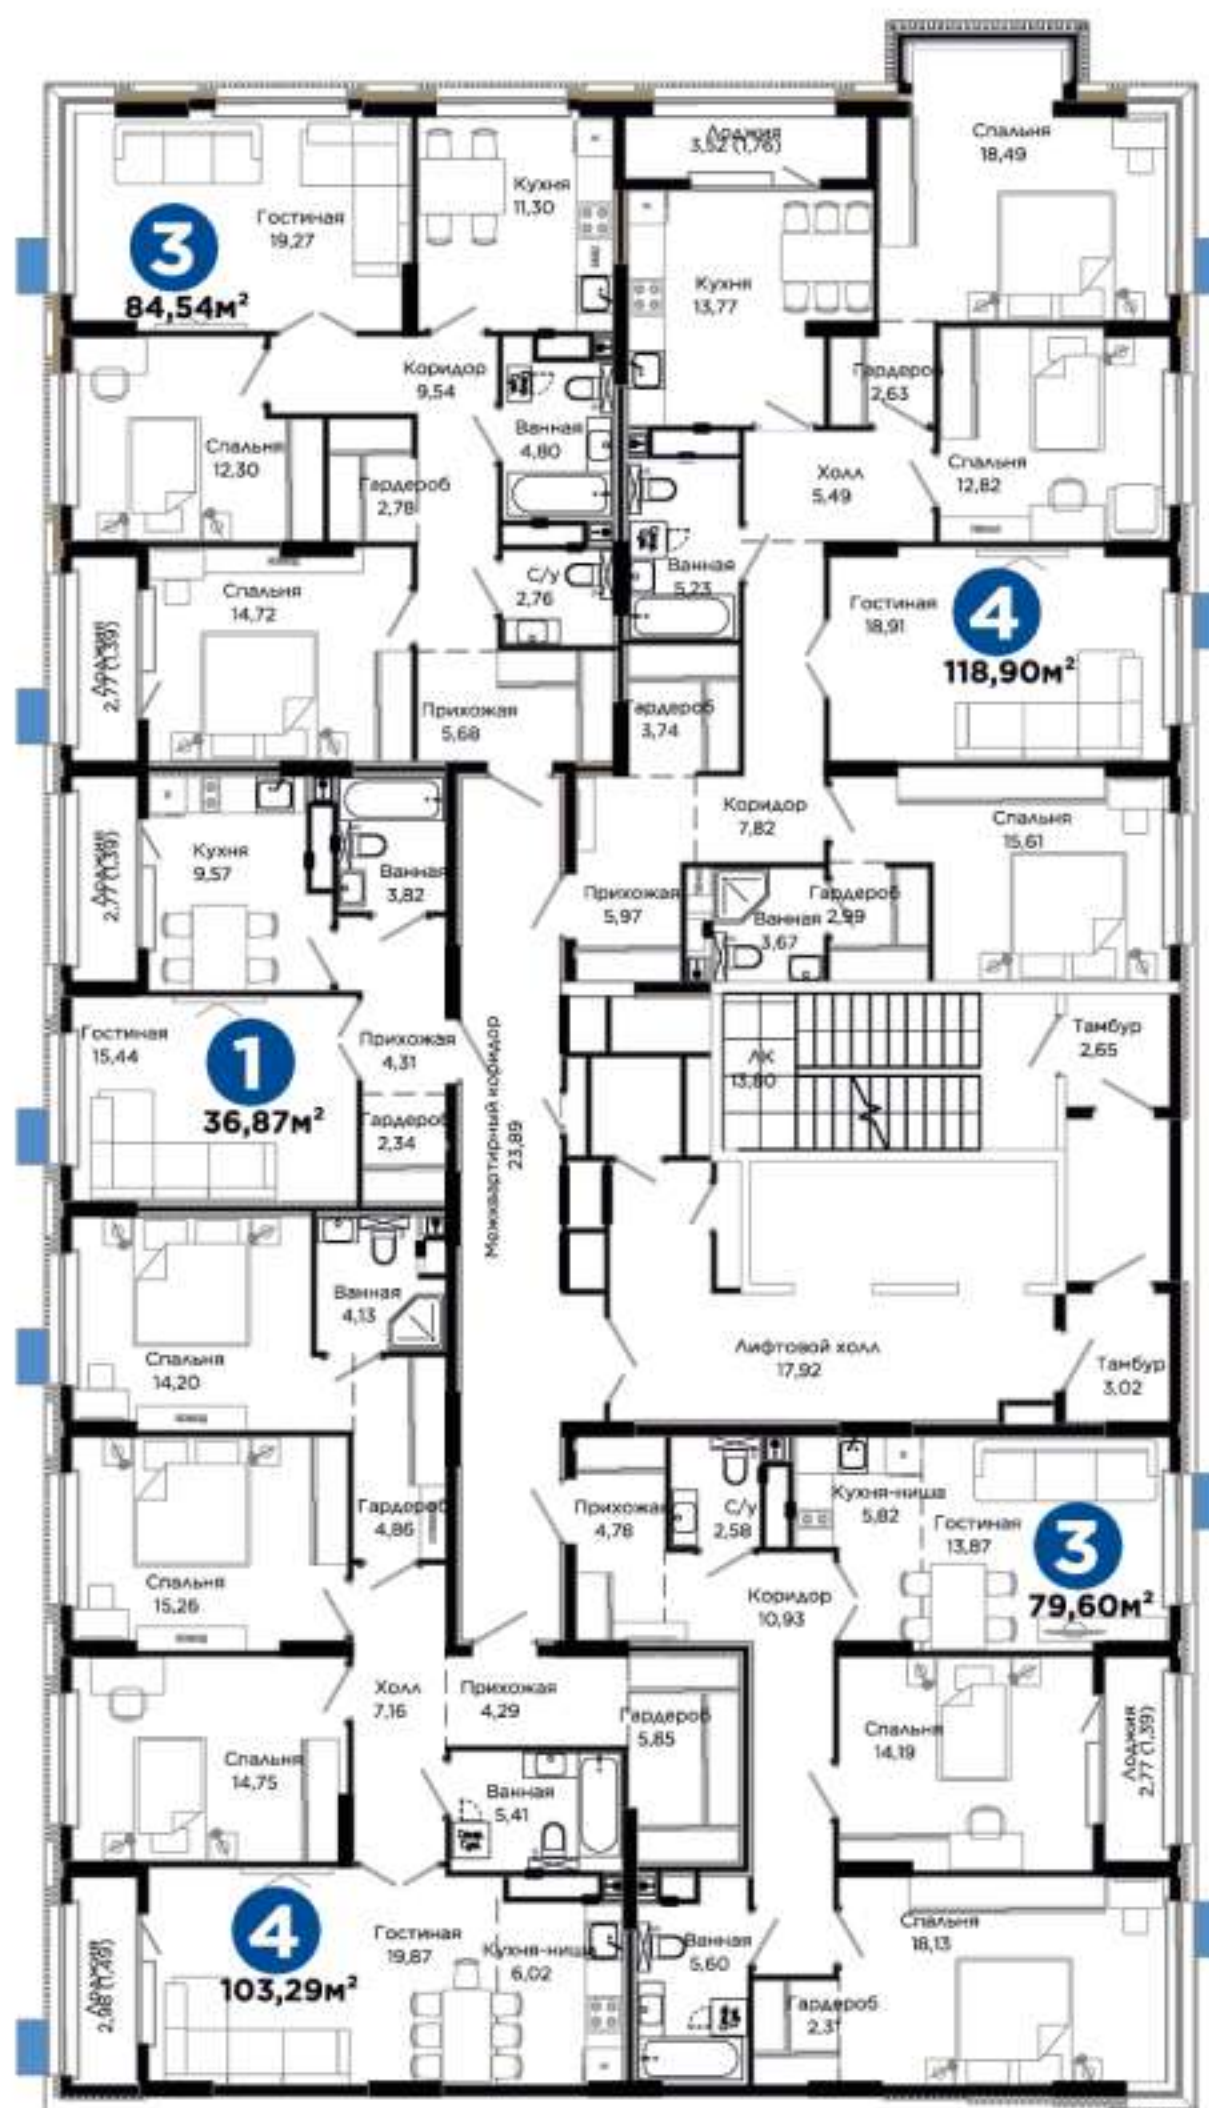 Спальня
18,49
Лоджия
3,52 (1,76)
Кухня
11,30
Гостиная
19,27
3
84,54м²
Кухня
13,77
Коридор
9,54
Гардероб
2,63
Спальня
12,30
Ванная
4,80
Гардероб
2,78
Холл
5,49
Спальня
12,82
Ванная
5,23
С/у
2,76
Спальня
14,72
Лоджия
2,77 (1,39)
Гостиная
18,91
4
118,90м²
Прихожая
5,68
Гардероб
3,74
Коридор
7,82
Спальня
15,61
Лоджия
2,77 (1,39)
Кухня
9,57
Ванная
3,82
Прихожая
5,97
Ванная
3,67
Гардероб
2,99
Гостиная
15,44
1
36,87м²
Прихожая
4,31
Гардероб
2,34
Межквартирный коридор
23,89
ЛК
13,80
Тамбур
2,65
Ванная
4,13
Спальня
14,20
Лифтовой холл
17,92
Тамбур
3,02
Гардероб
4,86
Спальня
15,26
Прихожая
4,78
С/у
2,58
Кухня-ниша
5,82
Гостиная
13,87
3
79,60м²
Коридор
10,93
Холл
7,16
Прихожая
4,29
Гардероб
5,85
Спальня
14,19
Лоджия
2,77 (1,39)
Спальня
14,75
Ванная
5,41
4
103,29м²
Гостиная
19,87
Кухня-ниша
6,02
Лоджия
2,98 (1,49)
Ванная
5,60
Спальня
18,13
Гардероб
2,31